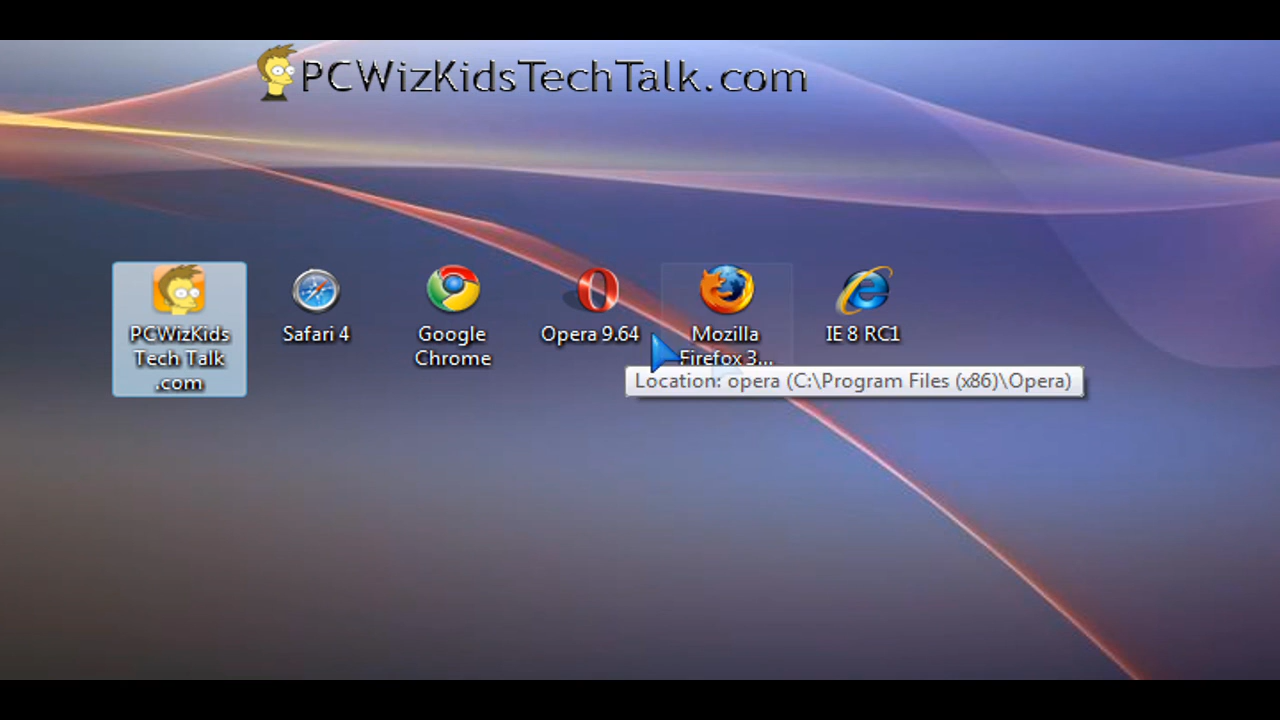 PCWizKidsTechTalk.com
PCWizKids
Tech Talk
.com
Safari 4
Google
Chrome
Opera 9.64
Mozilla
Firefox 3...
IE 8 RC1
Location: opera (C:\Program Files (x86)\Opera)